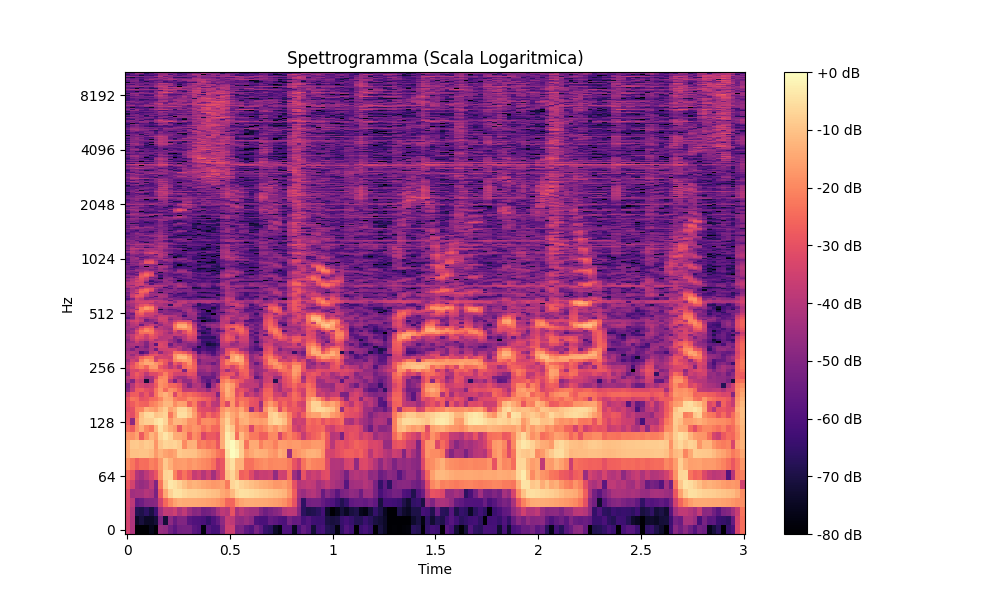 Spettrogramma (Scala Logaritmica)
Hz
8192
4096
2048
1024
512
256
128
64
0
0
0.5
1
1.5
2
2.5
3
Time
+0 dB
-10 dB
-20 dB
-30 dB
-40 dB
-50 dB
-60 dB
-70 dB
-80 dB